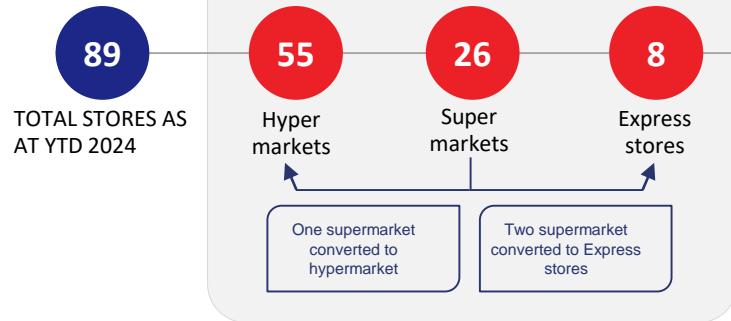 89
55
26
8
TOTAL STORES AS
AT YTD 2024
Hyper
markets
Super
markets
Express
stores
One supermarket
converted to
hypermarket
Two supermarket
converted to Express
stores